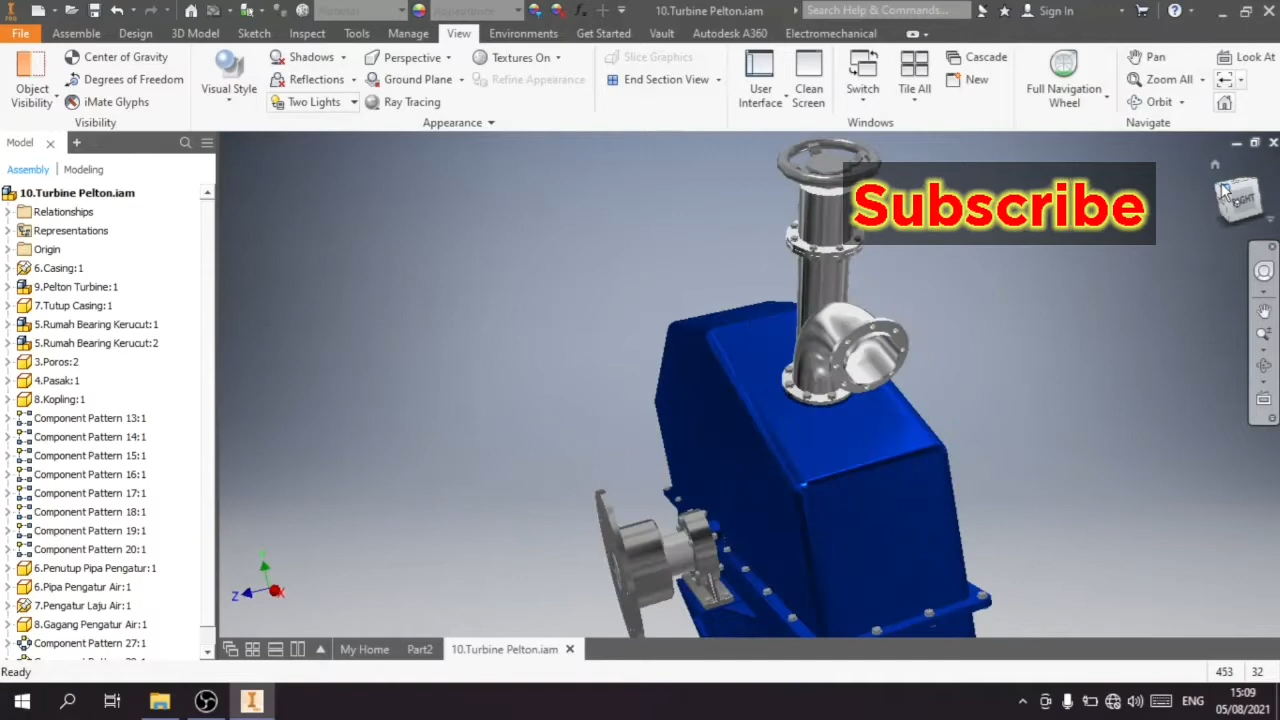 PRO
Material
Appearance
10.Turbine Pelton.iam
Search Help & Commands...
Sign In
File
Assemble
Design
3D Model
Sketch
Inspect
Tools
Manage
View
Environments
Get Started
Vault
Autodesk A360
Electromechanical
Object
Visibility
Center of Gravity
Degrees of Freedom
iMate Glyphs
Visibility
Visual Style
Shadows
Reflections
Two Lights
Perspective
Ground Plane
Ray Tracing
Textures On
Refine Appearance
Appearance
Slice Graphics
End Section View
User
Interface
Clean
Screen
Switch
Tile All
Cascade
New
Windows
Full Navigation
Wheel
Pan
Zoom All
Orbit
Look At
Navigate
Model
Assembly
Modeling
10.Turbine Pelton.iam
Relationships
Representations
Origin
6.Casing:1
9.Pelton Turbine:1
7.Tutup Casing:1
5.Rumah Bearing Kerucut:1
5.Rumah Bearing Kerucut:2
3.Poros:2
4.Pasak:1
8.Kopling:1
Component Pattern 13:1
Component Pattern 14:1
Component Pattern 15:1
Component Pattern 16:1
Component Pattern 17:1
Component Pattern 18:1
Component Pattern 19:1
Component Pattern 20:1
6.Penutup Pipa Pengatur:1
6.Pipa Pengatur Air:1
7.Pengatur Laju Air:1
8.Gagang Pengatur Air:1
Component Pattern 27:1
Subscribe
Z
X
My Home
Part2
10.Turbine Pelton.iam
Ready
453
32
ENG
15:09
05/08/2021